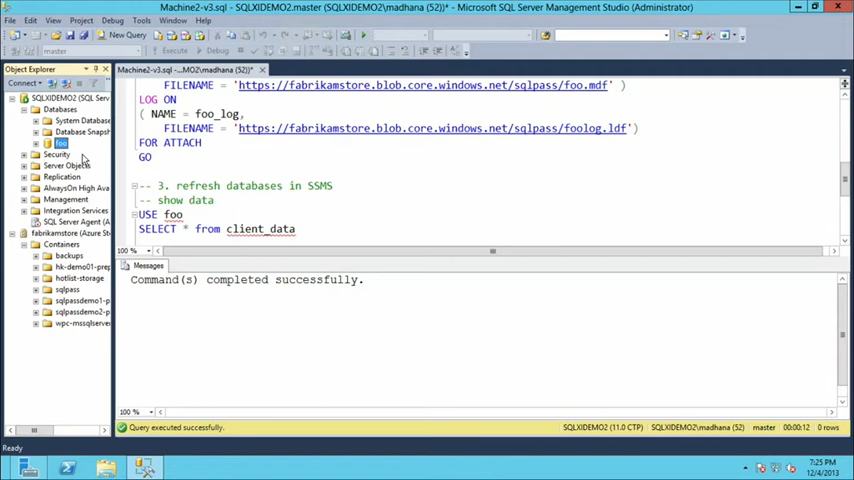 Machine2-v3.sql - SQLXIDEMO2.master (SQLXIDEMO2\madhana (52))* - Microsoft SQL Server Management Studio (Administrator)
File Edit View Project Debug Tools Window Help
New Query
master
Execute Debug
Object Explorer
Connect
SQLXIDEMO2 (SQL Serv
Databases
System Database
Database Snapsh
foo
Security
Server Objects
Replication
AlwaysOn High Ava
Management
Integration Services
SQL Server Agent (A
fabrikamstore (Azure St
Containers
backups
hk-demo01-prep
hotlist-storage
sqlpass
sqlpassdemo1-p
sqlpassdemo2-p
wpc-mssqlserve
Machine2-v3.sql -...MO2\madhana (52))*
FILENAME = 'https://fabrikamstore.blob.core.windows.net/sqlpass/foo.mdf' )
LOG ON
( NAME = foo_log,
FILENAME = 'https://fabrikamstore.blob.core.windows.net/sqlpass/foolog.ldf')
FOR ATTACH
GO
-- 3. refresh databases in SSMS
-- show data
USE foo
SELECT * from client_data
100 %
Messages
Command(s) completed successfully.
100 %
Query executed successfully.
SQLXIDEMO2 (11.0 CTP)
SQLXIDEMO2\madhana (52)
master
00:00:12
0 rows
Ready
7:25 PM
12/4/2013